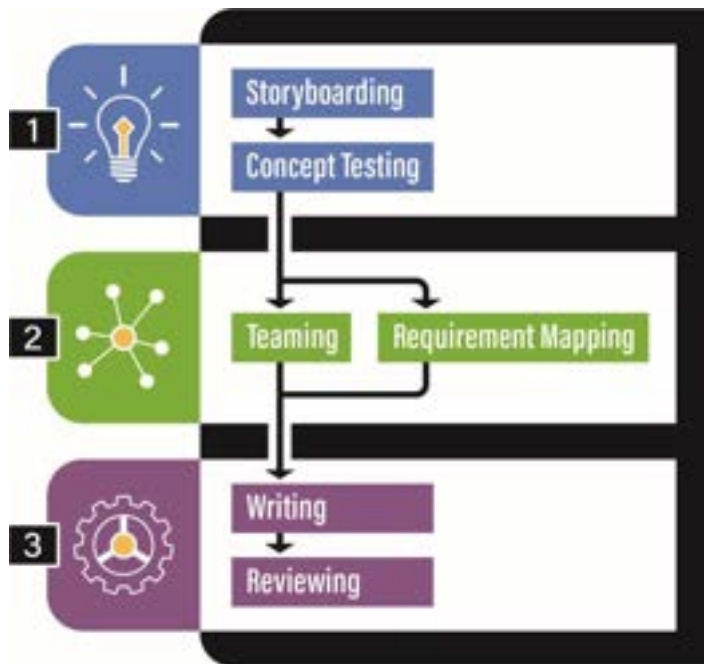 1
Storyboarding
Concept Testing
2
Teaming
Requirement Mapping
3
Writing
Reviewing